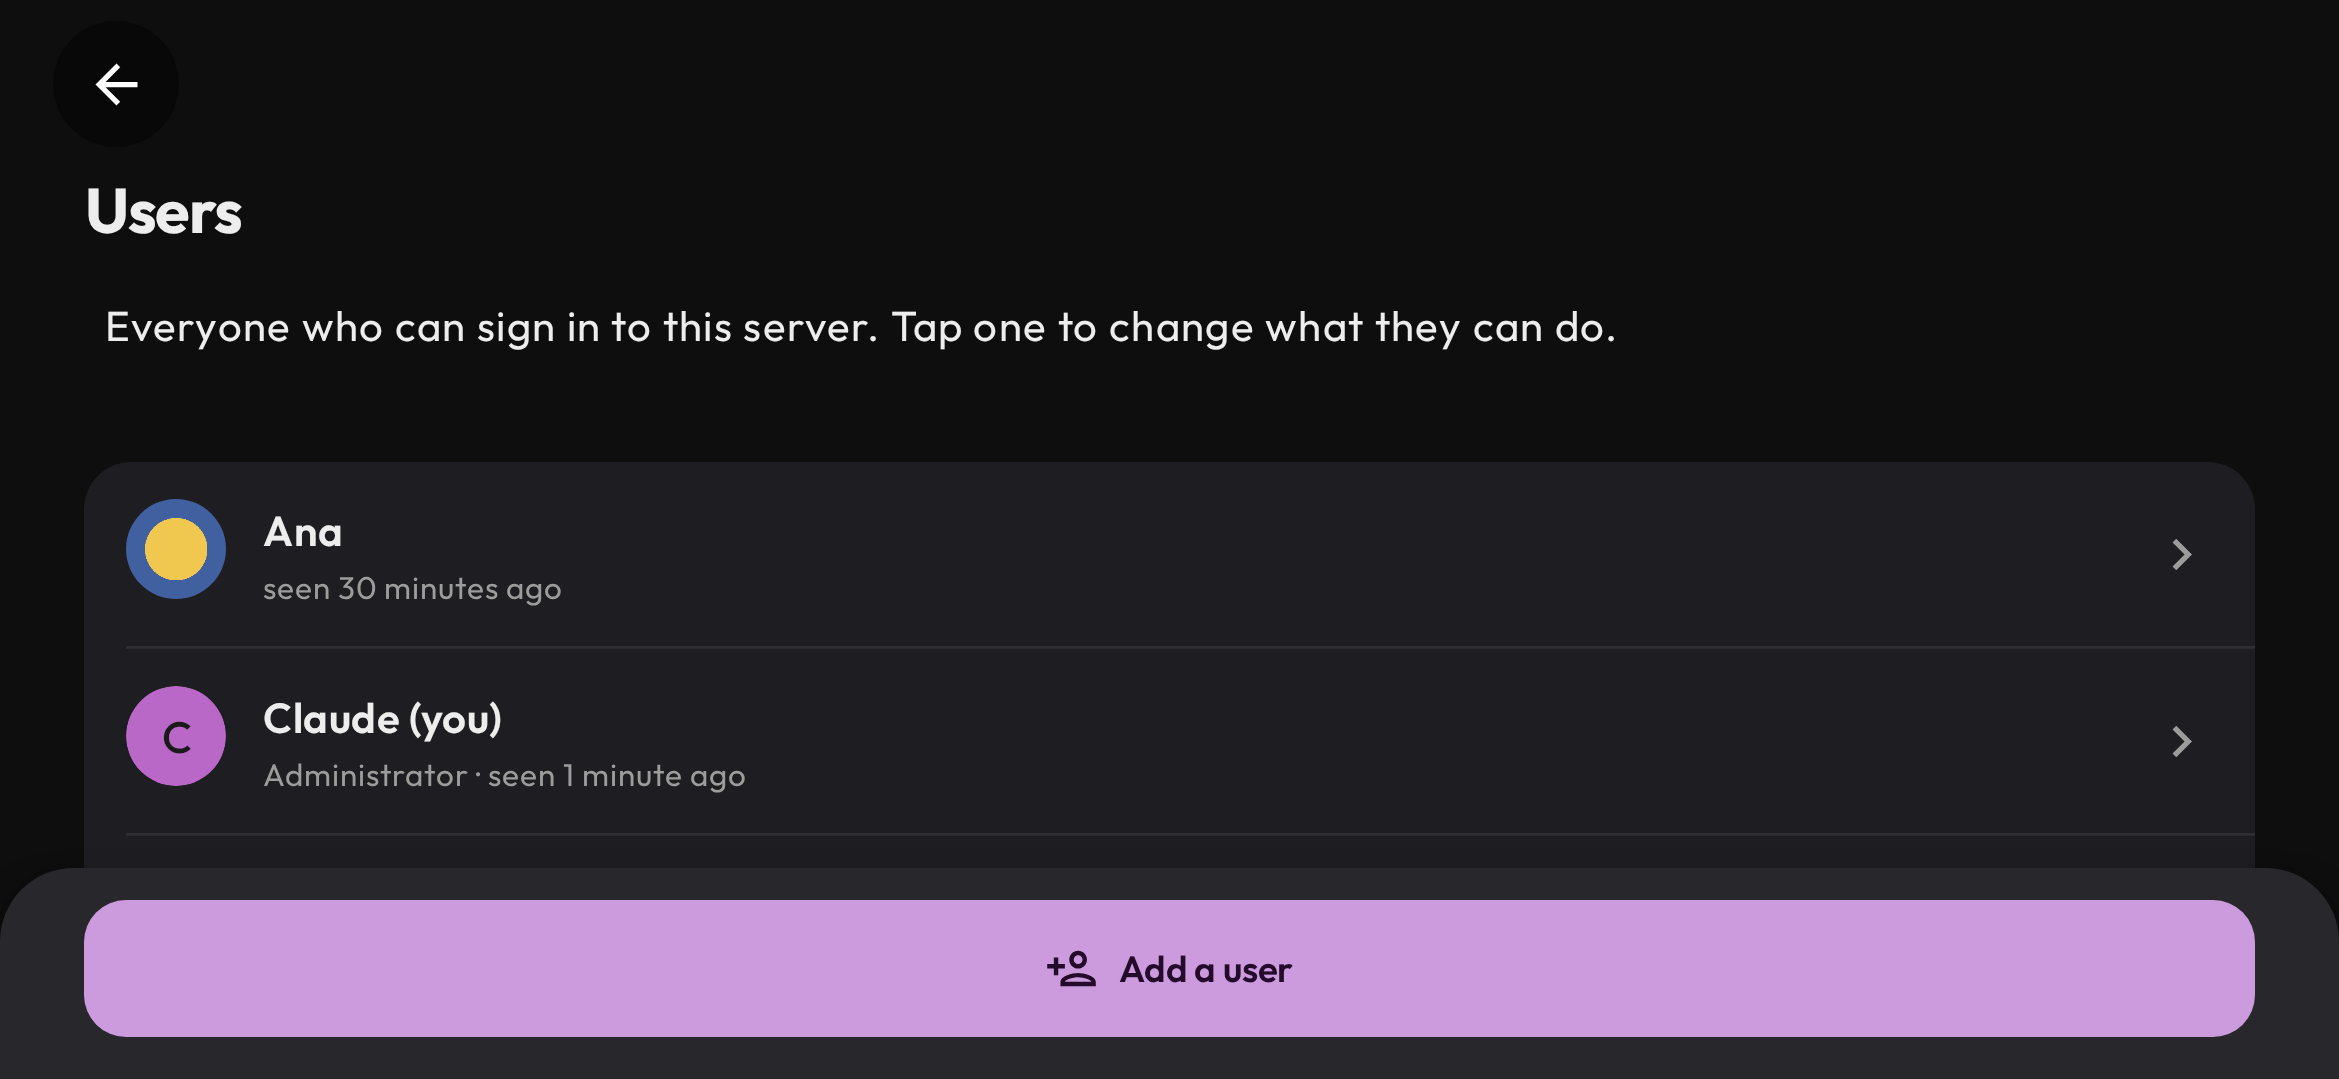 Users
Everyone who can sign in to this server. Tap one to change what they can do.
Ana
seen 30 minutes ago
C
Claude (you)
Administrator · seen 1 minute ago
Add a user